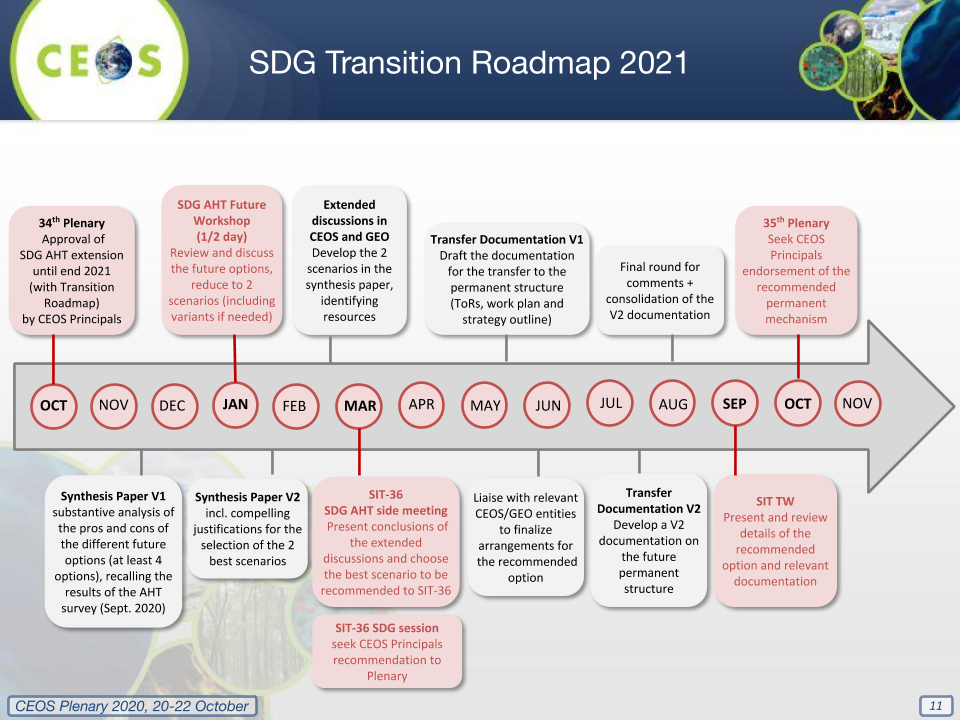 CEOS
SDG Transition Roadmap 2021
34th Plenary
Approval of
SDG AHT extension
until end 2021
(with Transition
Roadmap)
by CEOS Principals
SDG AHT Future
Workshop
(1/2 day)
Review and discuss
the future options,
reduce to 2
scenarios (including
variants if needed)
Extended
discussions in
CEOS and GEO
Develop the 2
scenarios in the
synthesis paper,
identifying
resources
Transfer Documentation V1
Draft the documentation
for the transfer to the
permanent structure
(ToRs, work plan and
strategy outline)
Final round for
comments +
consolidation of the
V2 documentation
35th Plenary
Seek CEOS
Principals
endorsement of the
recommended
permanent
mechanism
OCT NOV DEC JAN FEB MAR APR MAY JUN JUL AUG SEP OCT NOV
Synthesis Paper V1
substantive analysis of
the pros and cons of
the different future
options (at least 4
options), recalling the
results of the AHT
survey (Sept. 2020)
Synthesis Paper V2
incl. compelling
justifications for the
selection of the 2
best scenarios
SIT-36
SDG AHT side meeting
Present conclusions of
the extended
discussions and choose
the best scenario to be
recommended to SIT-36
SIT-36 SDG session
seek CEOS Principals
recommendation to
Plenary
Liaise with relevant
CEOS/GEO entities
to finalize
arrangements for
the recommended
option
Transfer
Documentation V2
Develop a V2
documentation on
the future
permanent
structure
SIT TW
Present and review
details of the
recommended
option and relevant
documentation
CEOS Plenary 2020, 20-22 October
11